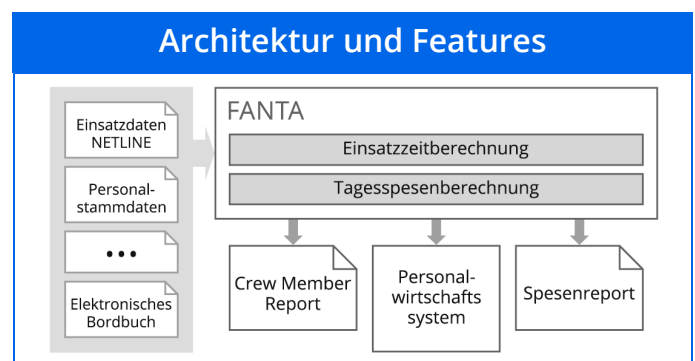 Architektur und Features
Einsatzdaten
NETLINE
Personal-
stammdaten
...
Elektronisches
Bordbuch
FANTA
Einsatzzeitberechnung
Tagesspesenberechnung
Crew Member
Report
Personal-
wirtschafts
system
Spesenreport